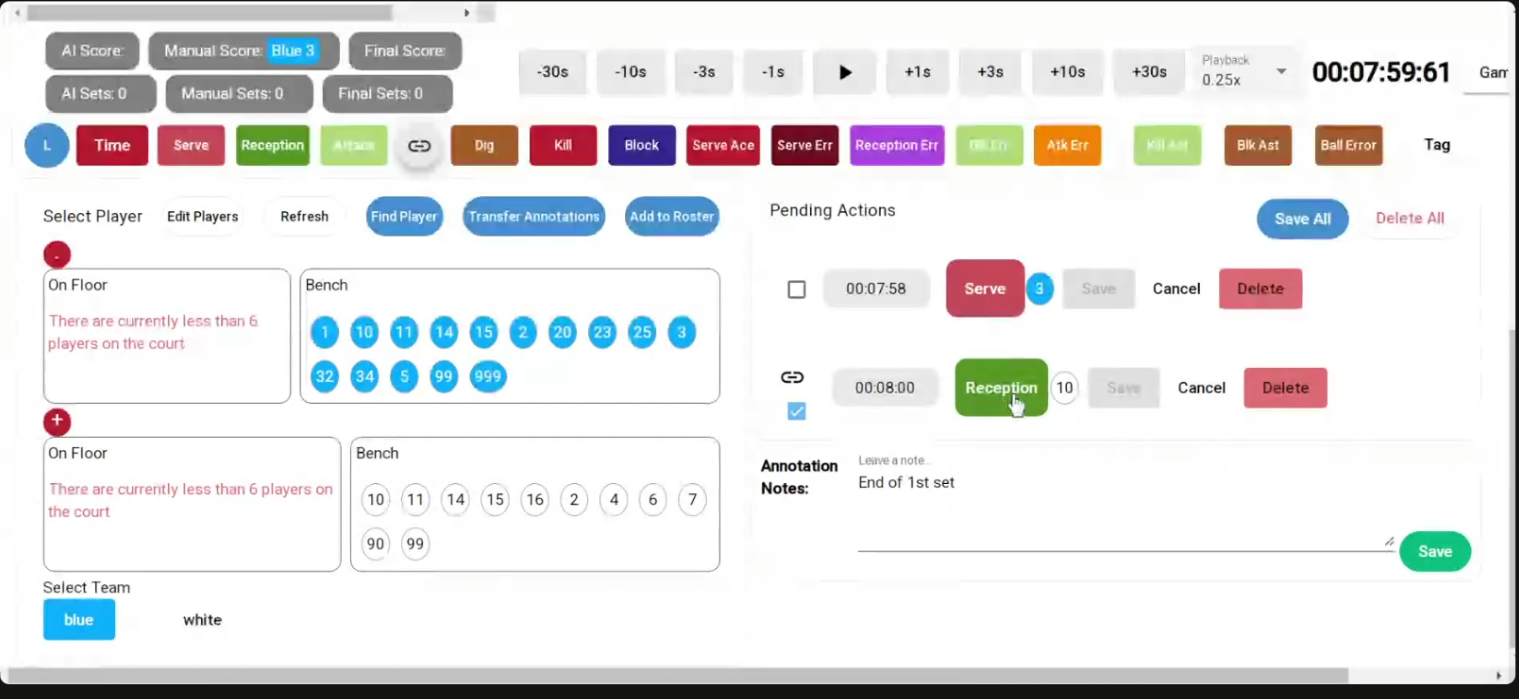 AI Score:
Manual Score: Blue 3
Final Score:
AI Sets: 0
Manual Sets: 0
Final Sets: 0
-30s
-10s
-3s
-1s
+1s
+3s
+10s
+30s
Playback
0.25x
00:07:59:61
Gam
L
Time
Serve
Reception
Attack
Dig
Kill
Block
Serve Ace
Serve Err
Reception Err
Atk Err
Kill Ast
Blk Ast
Ball Error
Tag
Select Player
Edit Players
Refresh
Find Player
Transfer Annotations
Add to Roster
-
On Floor
There are currently less than 6
players on the court
Bench
1 10 11 14 15 2 20 23 25 3
32 34 5 99 999
+
On Floor
There are currently less than 6 players on
the court
Bench
10 11 14 15 16 2 4 6 7
90 99
Select Team
blue
white
Pending Actions
Save All
Delete All
00:07:58
Serve
3
Save
Cancel
Delete
00:08:00
Reception
10
Save
Cancel
Delete
Annotation
Notes:
Leave a note...
End of 1st set
Save